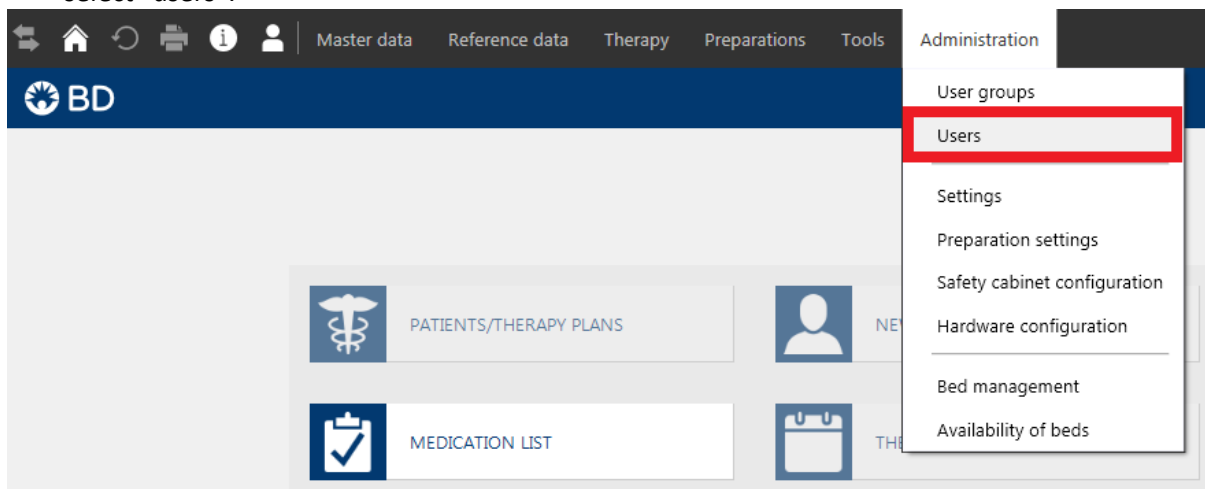 Master data Reference data Therapy Preparations Tools Administration
BD
User groups
Users
Settings
Preparation settings
Safety cabinet configuration
Hardware configuration
Bed management
Availability of beds
PATIENTS/THERAPY PLANS
MEDICATION LIST